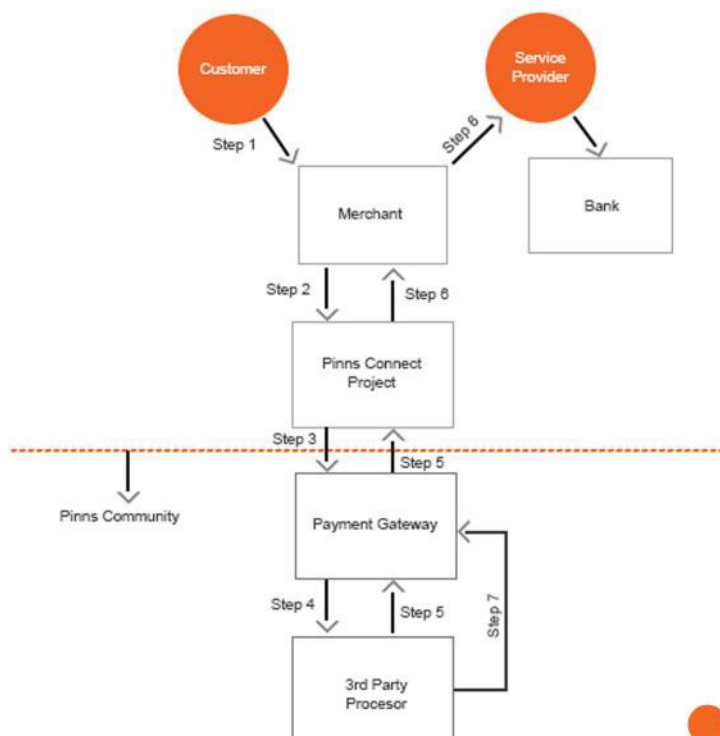 Customer
Service
Provider
Step 1
Step 6
Merchant
Bank
Step 2
Step 6
Pinns Connect
Project
Step 3
Step 5
Pinns Community
Payment Gateway
Step 4
Step 5
Step 7
3rd Party
Procesor